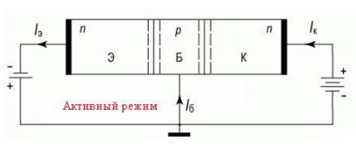 n p n
Iэ Iк
Э Б К
- +
+ -
Активный режим Iб